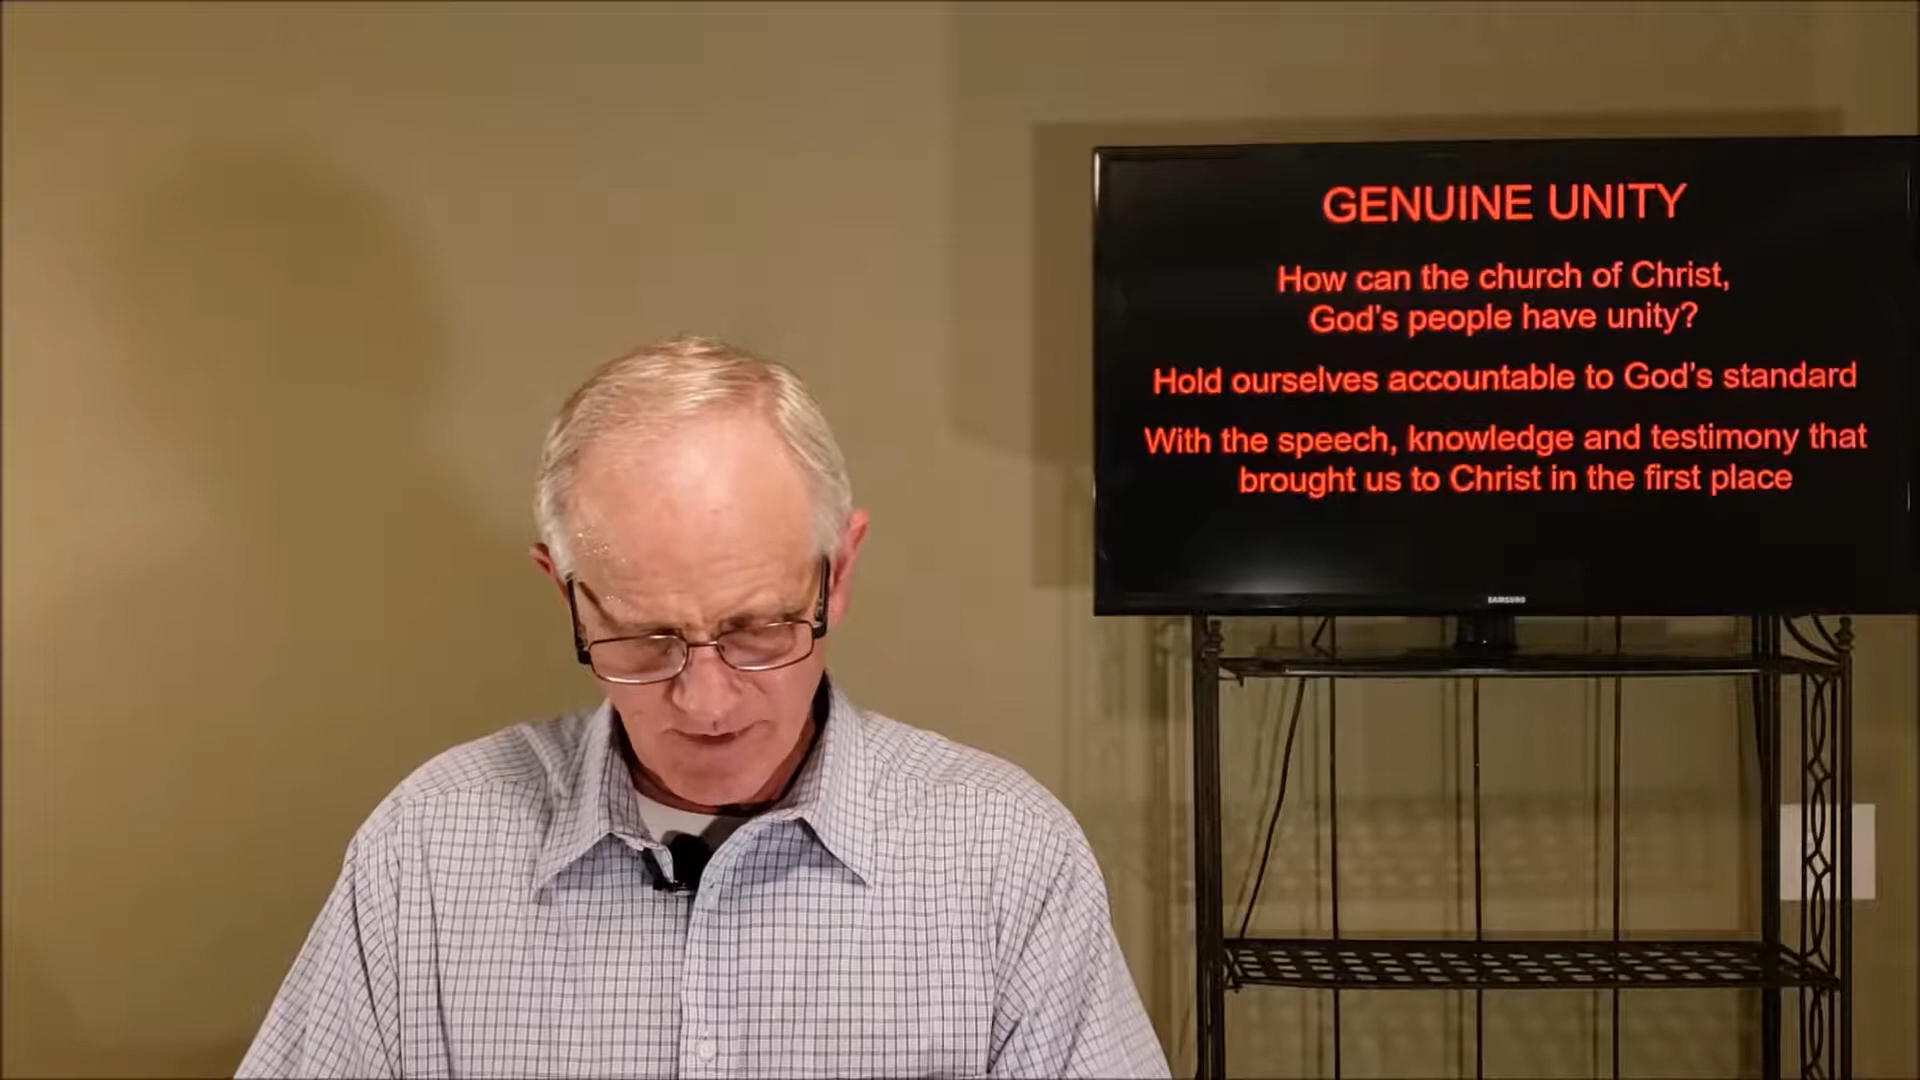 GENUINE UNITY
How can the church of Christ,
God's people have unity?
Hold ourselves accountable to God's standard
With the speech, knowledge and testimony that
brought us to Christ in the first place
SAMSUNG